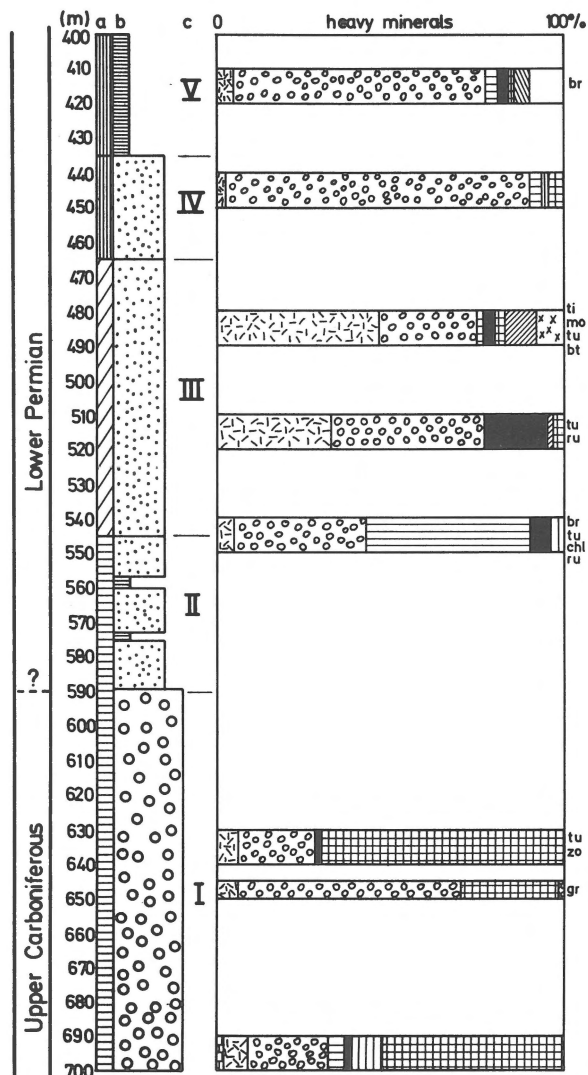 (m) a b c 0 heavy minerals 100%
400
410
V br
420
430
440
IV
450
460
470
480 ti
mo
490 tu
bt
500
III
510
tu
520 ru
530
540 br
tu
550 chl
ru
560
II
570
580
?
590
600
610
620
630 tu
640 zo
650 I gr
660
670
680
690
700
Lower Permian
Upper Carboniferous